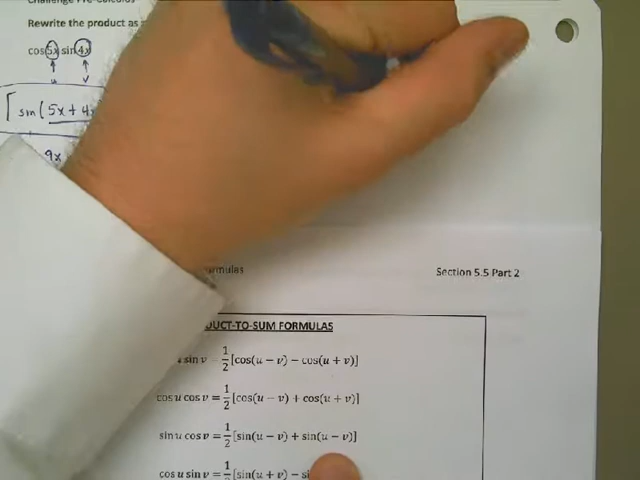 Challenge Pre-Calculus
Rewrite the product as
cos 5x sin 4x
u v
[ sin (5x + 4x
9x
Section 5.5 Part 2
DUCT-TO-SUM FORMULAS
sin v = 1/2 [cos(u − v) − cos(u + v)]
cos u cos v = 1/2 [cos(u − v) + cos(u + v)]
sin u cos v = 1/2 [sin(u − v) + sin(u − v)]
cos u sin v = 1/2 [sin(u + v) − si